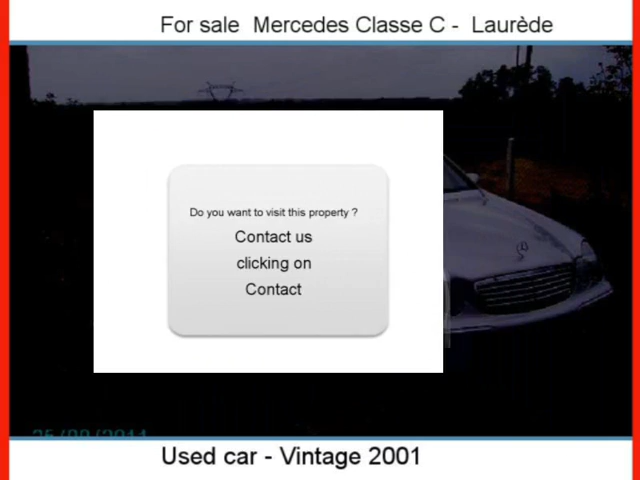 For sale Mercedes Classe C - Laurède
Do you want to visit this property ?
Contact us
clicking on
Contact
Used car - Vintage 2001